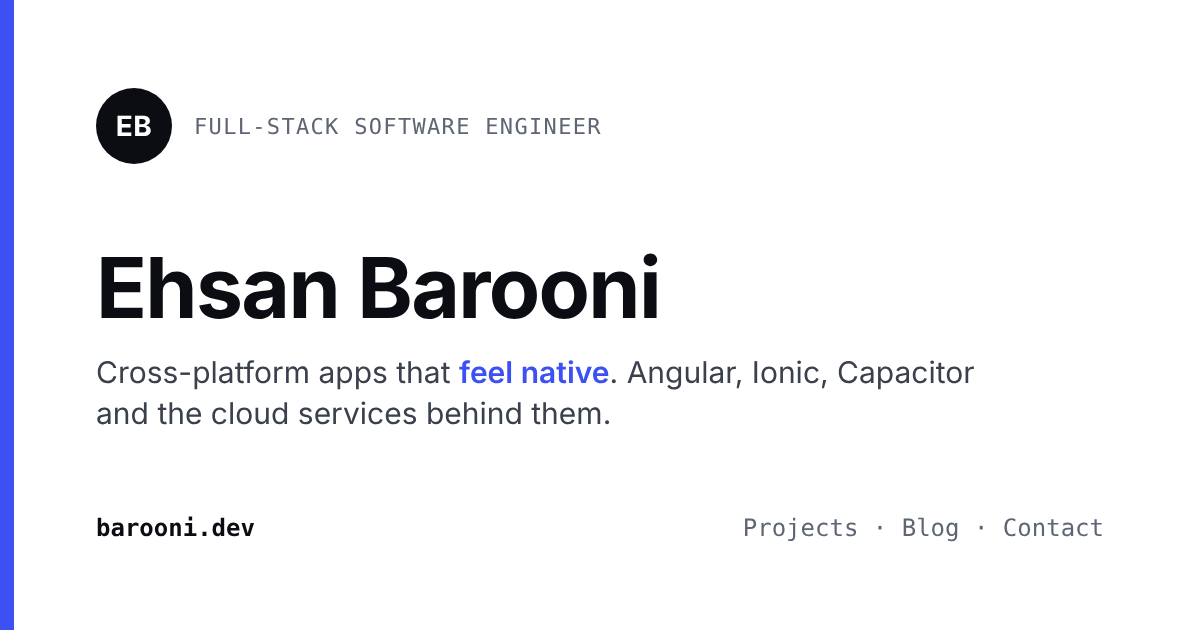 EB
FULL-STACK SOFTWARE ENGINEER
Ehsan Barooni
Cross-platform apps that feel native. Angular, Ionic, Capacitor
and the cloud services behind them.
barooni.dev
Projects · Blog · Contact